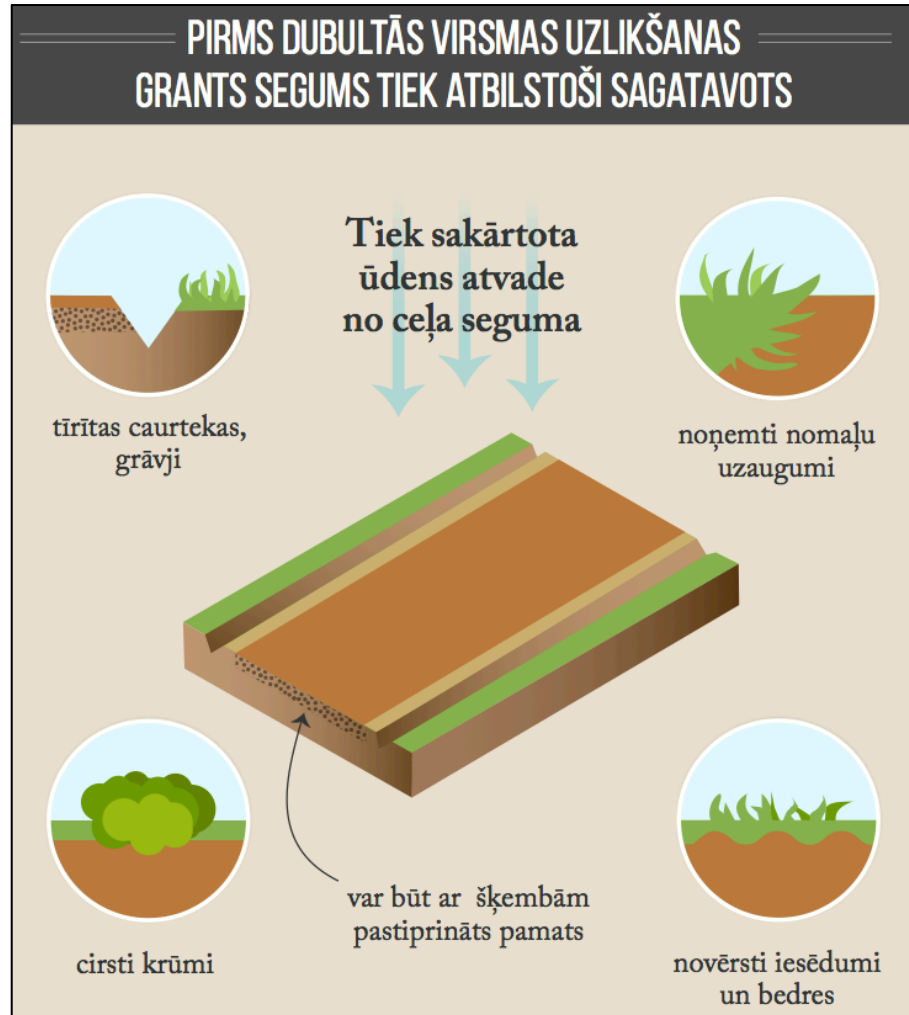 PIRMS DUBULTĀS VIRSMAS UZLIKŠANAS
GRANTS SEGUMS TIEK ATBILSTOŠI SAGATAVOTS
Tiek sakārtota
ūdens atvade
no ceļa seguma
tīrītas caurtekas,
grāvji
noņemti nomaļu
uzaugumi
cirsti krūmi
var būt ar šķembām
pastiprināts pamats
novērsti iesēdumi
un bedres